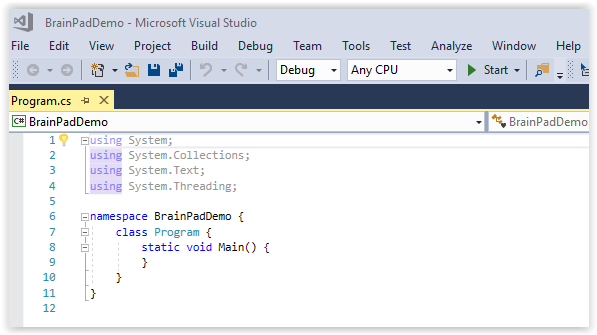 BrainPadDemo - Microsoft Visual Studio
File Edit View Project Build Debug Team Tools Test Analyze Window Help
Debug Any CPU Start
Program.cs
C# BrainPadDemo BrainPadDemo
1 using System;
2 using System.Collections;
3 using System.Text;
4 using System.Threading;
5
6 namespace BrainPadDemo {
7 class Program {
8 static void Main() {
9 }
10 }
11 }
12